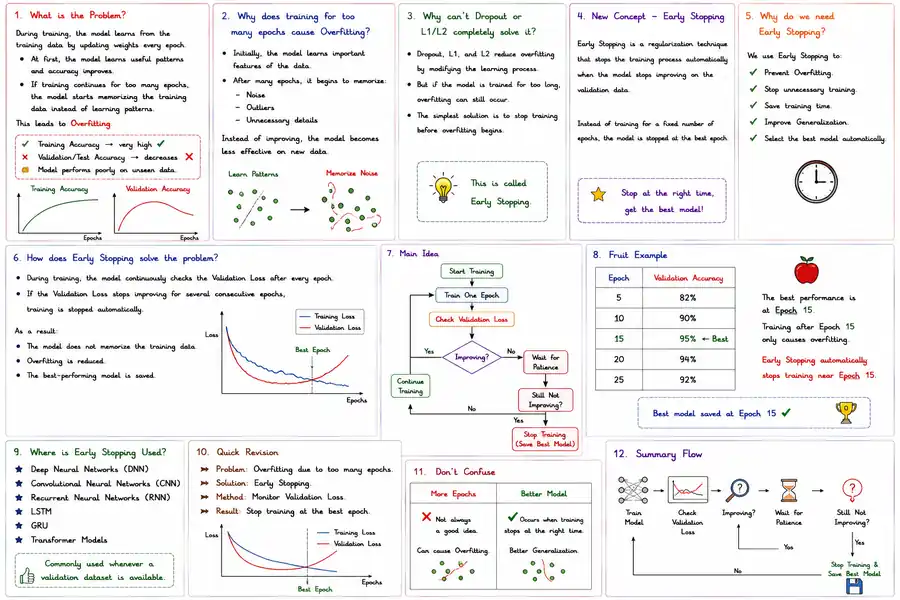 1. What is the Problem?
During training, the model learns from the
training data by updating weights every epoch.
At first, the model learns useful patterns
and accuracy improves.
If training continues for too many epochs,
the model starts memorizing the training
data instead of learning patterns.
This leads to Overfitting
Training Accuracy → very high
Validation/Test Accuracy → decreases
Model performs poorly on unseen data.
Training Accuracy
Epochs
Validation Accuracy
Epochs
2. Why does training for too
many epochs cause Overfitting?
Initially, the model learns important
features of the data.
After many epochs, it begins to memorize:
– Noise
– Outliers
– Unnecessary details
Instead of improving, the model becomes
less effective on new data.
Learn Patterns
Memorize Noise
3. Why can't Dropout or
L1/L2 completely solve it?
Dropout, L1, and L2 reduce overfitting
by modifying the learning process.
But if the model is trained for too long,
overfitting can still occur.
The simplest solution is to stop training
before overfitting begins.
This is called
Early Stopping.
4. New Concept – Early Stopping
Early Stopping is a regularization technique
that stops the training process automatically
when the model stops improving on the
validation data.
Instead of training for a fixed number of
epochs, the model is stopped at the best epoch.
Stop at the right time,
get the best model!
5. Why do we need
Early Stopping?
We use Early Stopping to:
Prevent Overfitting.
Stop unnecessary training.
Save training time.
Improve Generalization.
Select the best model automatically.
6. How does Early Stopping solve the problem?
During training, the model continuously checks the Validation Loss after every epoch.
If the Validation Loss stops improving for several consecutive epochs,
training is stopped automatically.
As a result:
The model does not memorize the training data.
Overfitting is reduced.
The best-performing model is saved.
Loss
Training Loss
Validation Loss
Best Epoch
Epochs
7. Main Idea
Start Training
Train One Epoch
Check Validation Loss
Improving?
Yes
No
Continue
Training
Wait for
Patience
Still Not
Improving?
No
Yes
Stop Training
(Save Best Model)
8. Fruit Example
Epoch Validation Accuracy
5 82%
10 90%
15 95% ← Best
20 94%
25 92%
The best performance is
at Epoch 15.
Training after Epoch 15
only causes overfitting.
Early Stopping automatically
stops training near Epoch 15.
Best model saved at Epoch 15
9. Where is Early Stopping Used?
Deep Neural Networks (DNN)
Convolutional Neural Networks (CNN)
Recurrent Neural Networks (RNN)
LSTM
GRU
Transformer Models
Commonly used whenever a
validation dataset is available.
10. Quick Revision
Problem: Overfitting due to too many epochs.
Solution: Early Stopping.
Method: Monitor Validation Loss.
Result: Stop training at the best epoch.
Loss
Training Loss
Validation Loss
Epochs
Best Epoch
11. Don't Confuse
More Epochs
Not always
a good idea.
Can cause Overfitting.
Better Model
Occurs when training
stops at the right time.
Better Generalization.
12. Summary Flow
Train
Model
Check
Validation
Loss
Improving?
Wait for
Patience
Still Not
Improving?
Yes
Yes
No
Stop Training &
Save Best Model